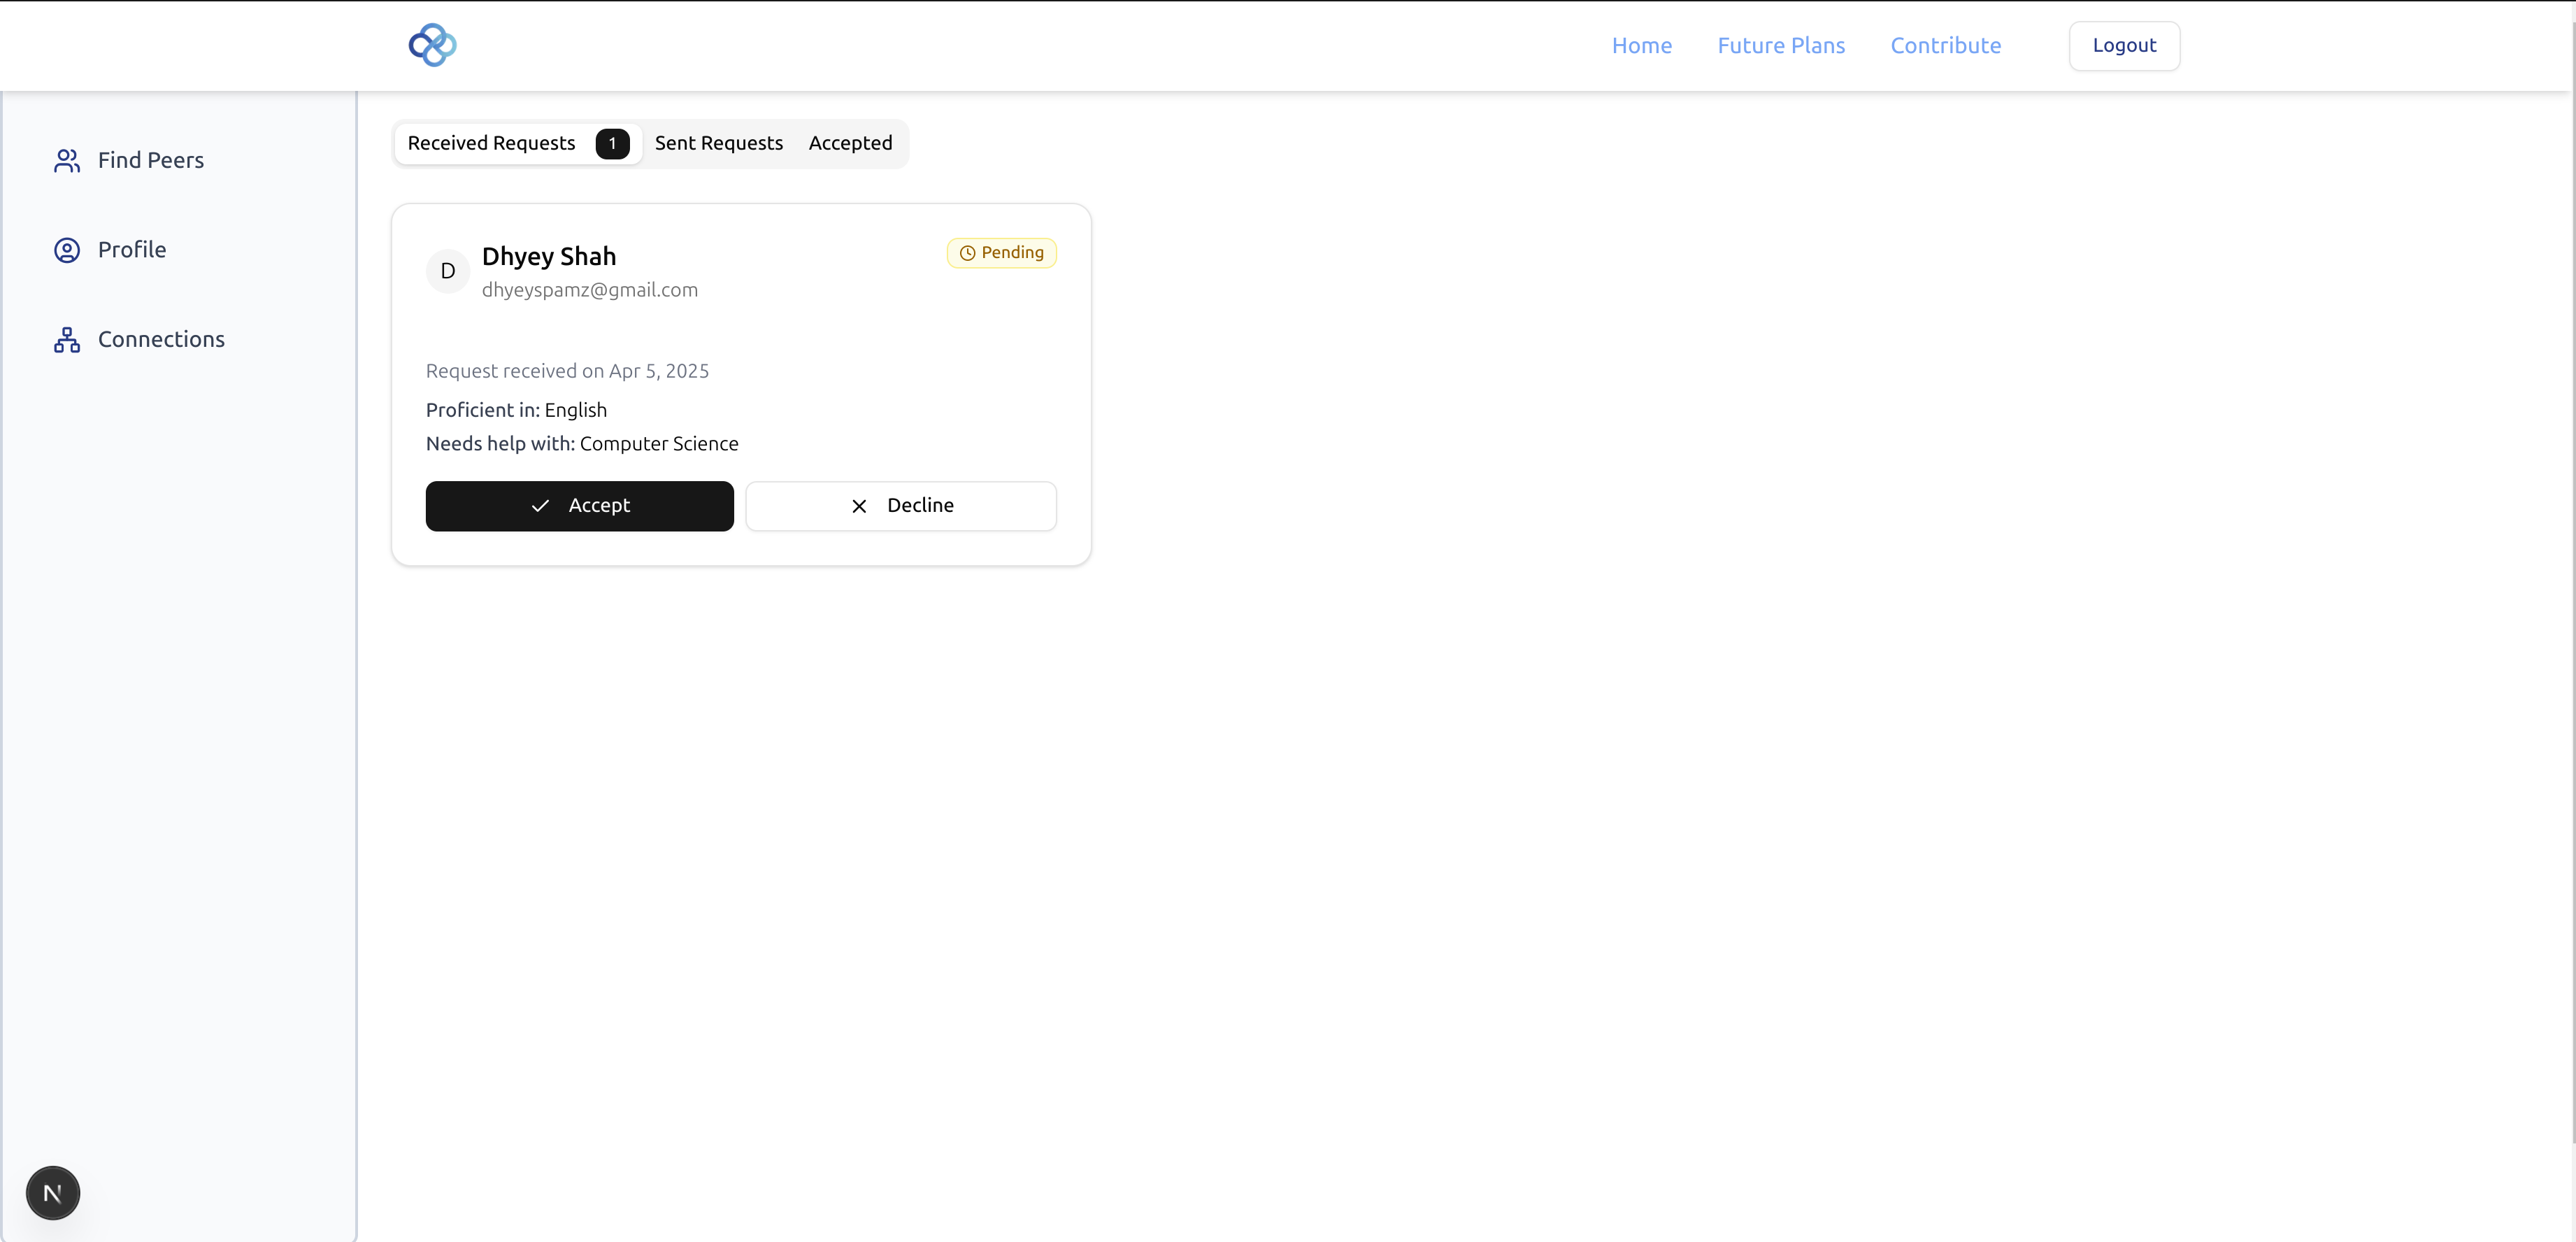 Home Future Plans Contribute Logout
Find Peers
Profile
Connections
Received Requests 1 Sent Requests Accepted
D
Dhyey Shah
Pending
dhyeyspamz@gmail.com
Request received on Apr 5, 2025
Proficient in: English
Needs help with: Computer Science
Accept Decline
N